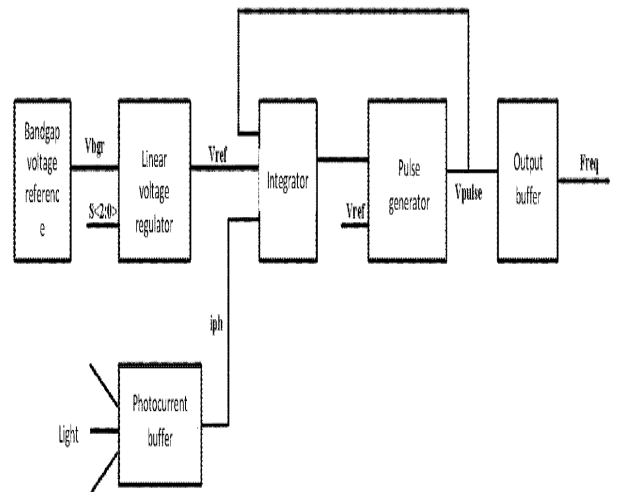 Bandgap
voltage
referenc
e
Vbgr
S<2:0>
Linear
voltage
regulator
Vref
Integrator
Vref
Pulse
generator
Vpulse
Output
buffer
Freq
iph
Light
Photocurrent
buffer